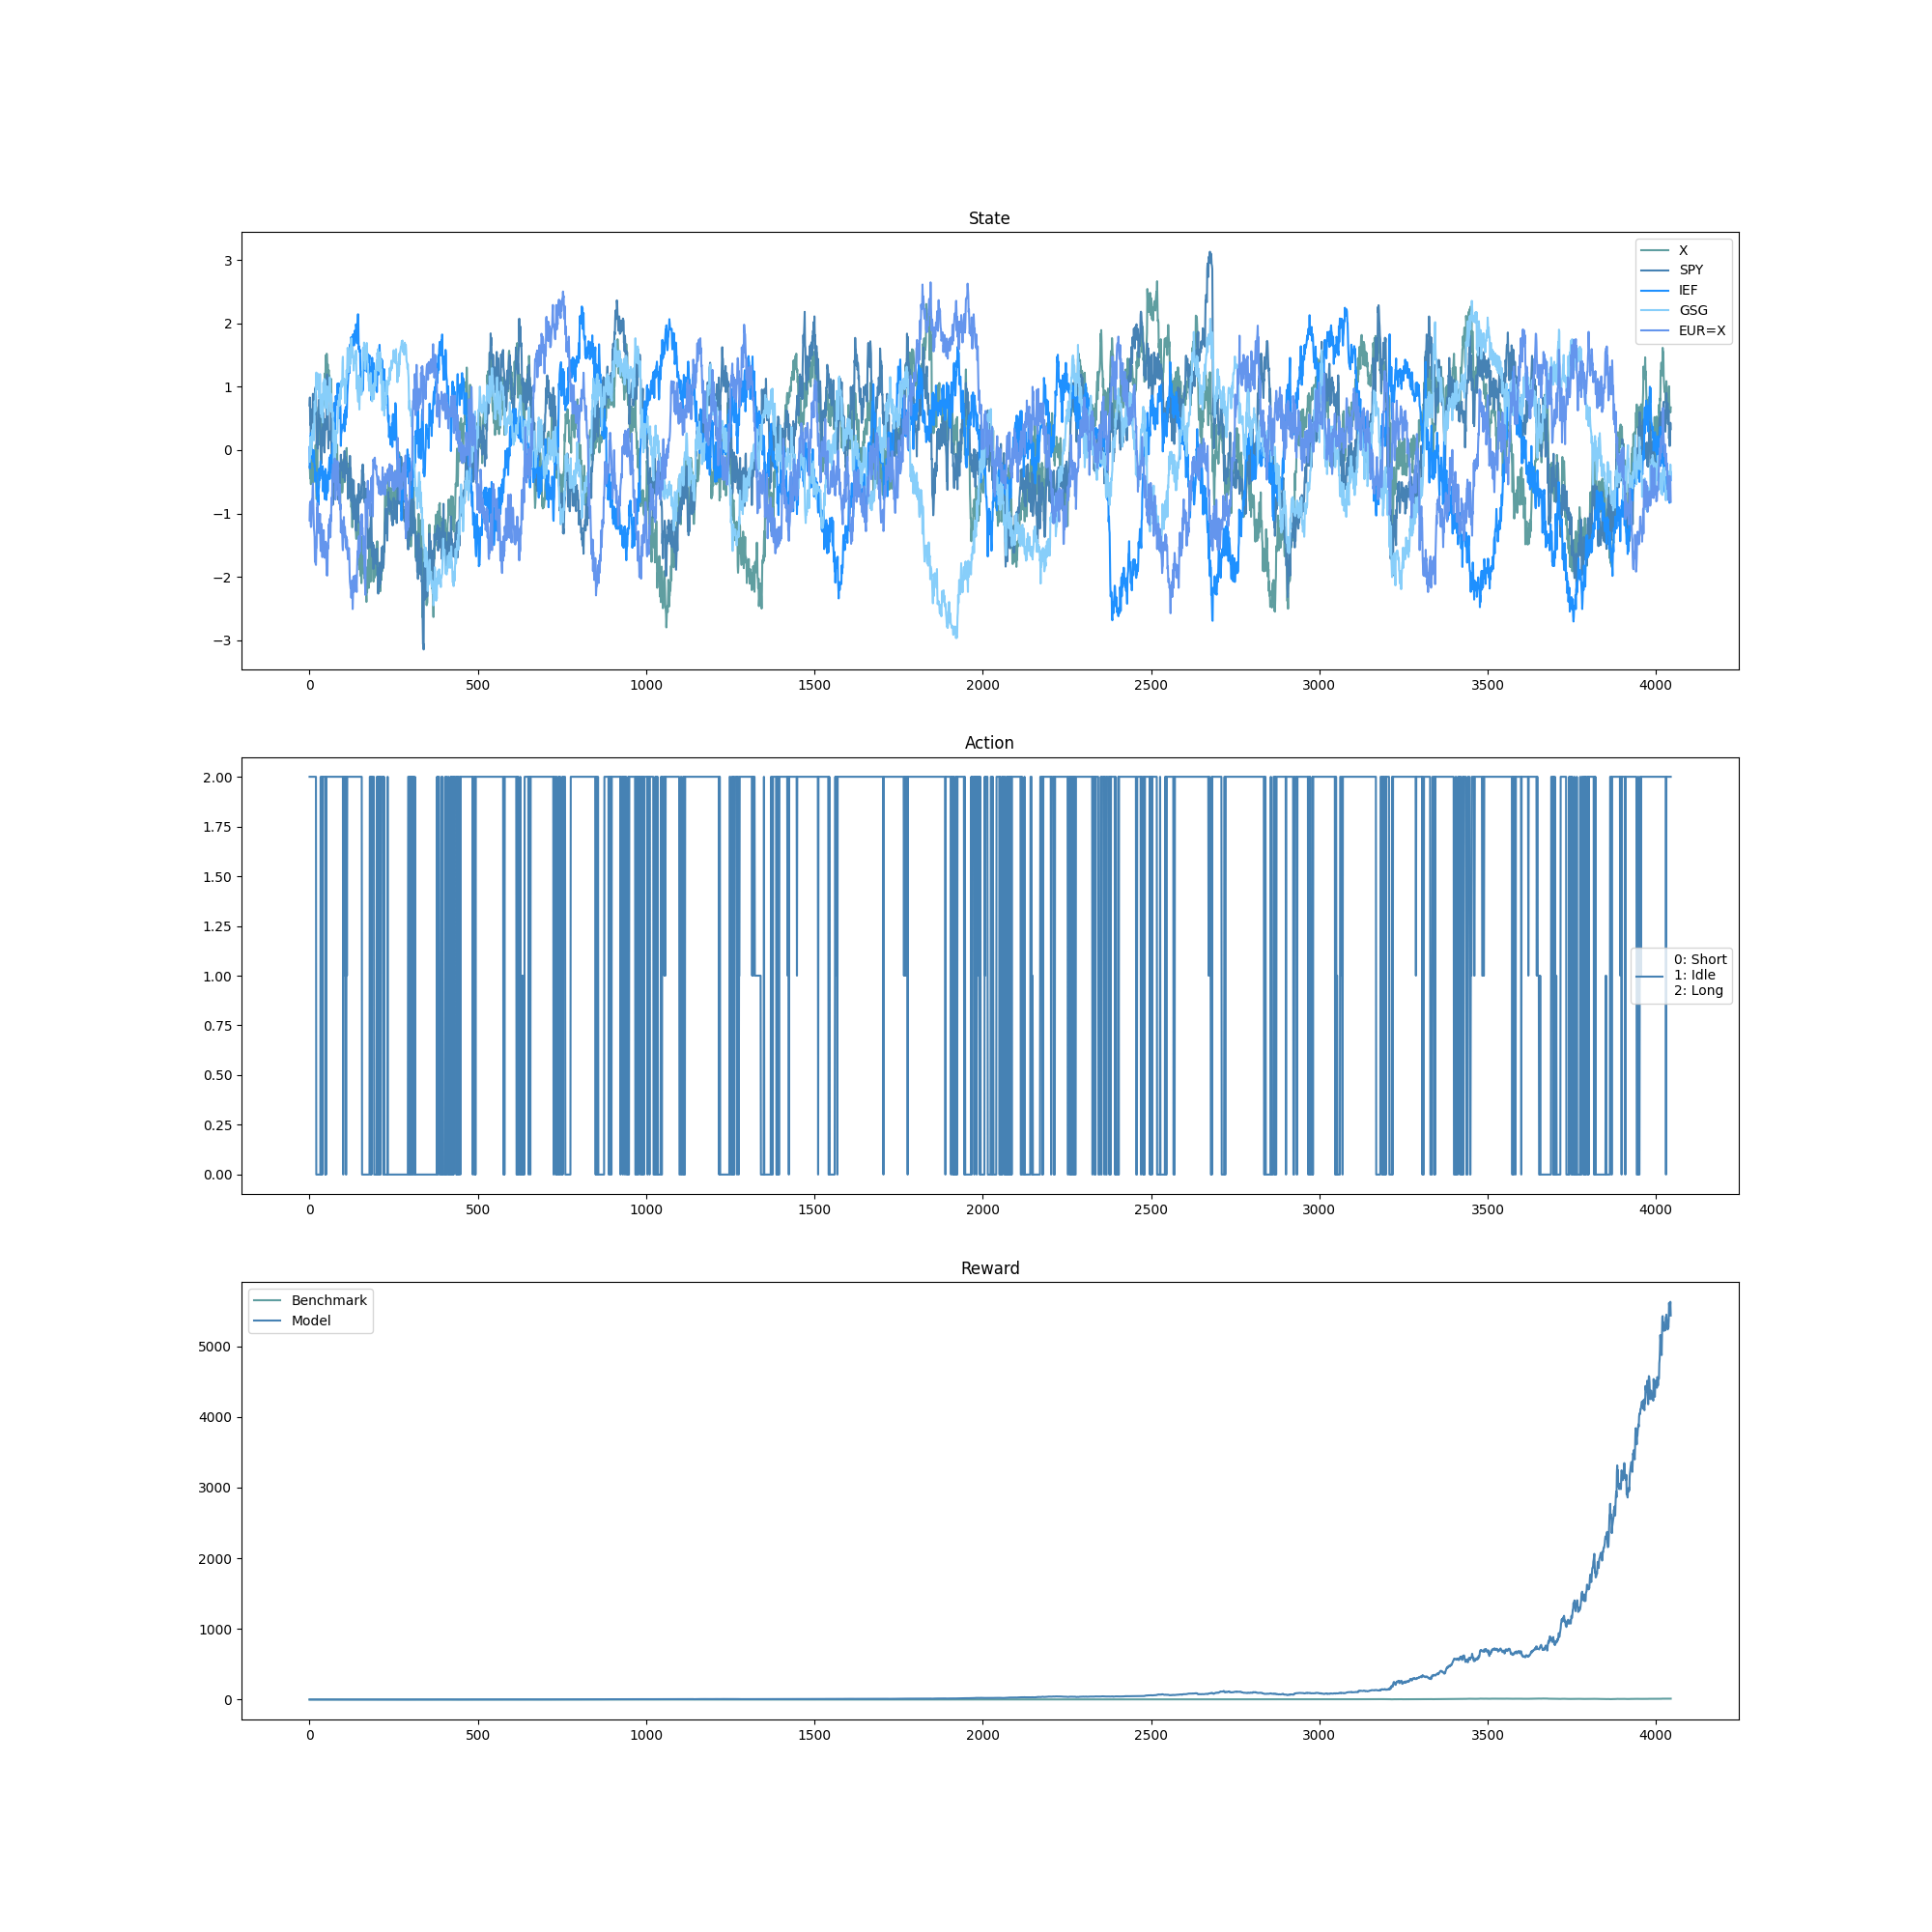 State
3
2
1
0
−1
−2
−3
X
SPY
IEF
GSG
EUR=X
0 500 1000 1500 2000 2500 3000 3500 4000
Action
2.00
1.75
1.50
1.25
1.00
0.75
0.50
0.25
0.00
0: Short
1: Idle
2: Long
0 500 1000 1500 2000 2500 3000 3500 4000
Reward
Benchmark
Model
5000
4000
3000
2000
1000
0
0 500 1000 1500 2000 2500 3000 3500 4000